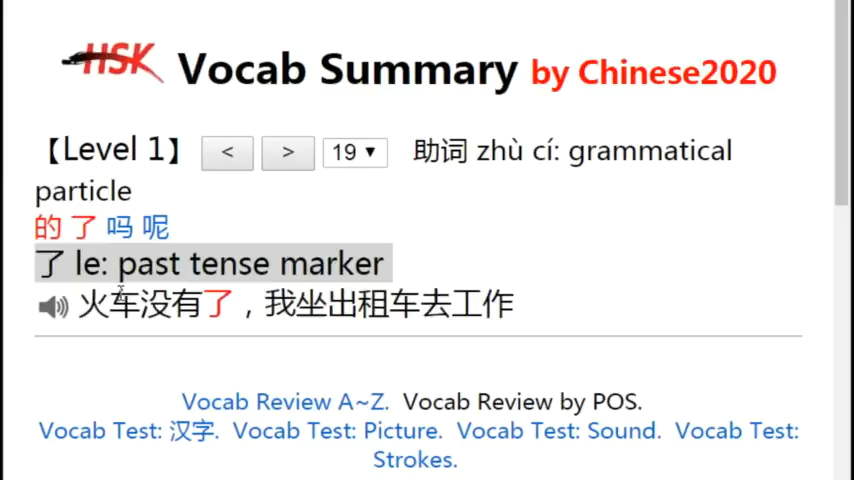 HSK Vocab Summary by Chinese2020
【Level 1】 < > 19 ▼ 助词 zhù cí: grammatical
particle
的 了 吗 呢
了 le: past tense marker
火车没有了，我坐出租车去工作
Vocab Review A~Z. Vocab Review by POS.
Vocab Test: 汉字. Vocab Test: Picture. Vocab Test: Sound. Vocab Test:
Strokes.